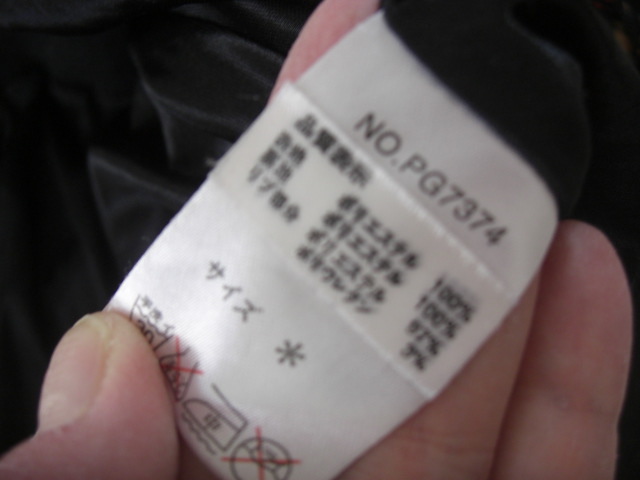 NO.PG7374
品質表示
表地 ポリエステル 100%
裏地 ポリエステル 100%
リブ部分 ポリエステル 97%
ポリウレタン 3%
サイズ *
中